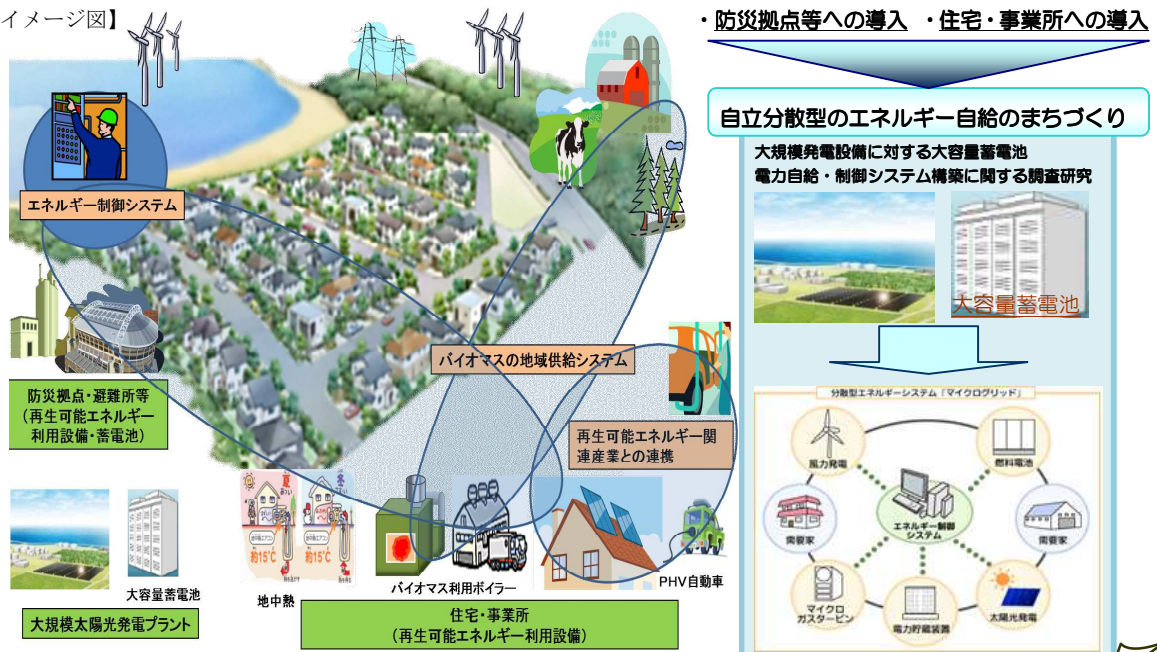 イメージ図】
・防災拠点等への導入 ・住宅・事業所への導入
自立分散型のエネルギー自給のまちづくり
大規模発電設備に対する大容量蓄電池
電力自給・制御システム構築に関する調査研究
大容量蓄電池
エネルギー制御システム
バイオマスの地域供給システム
防災拠点・避難所等
(再生可能エネルギー
利用設備・蓄電池)
再生可能エネルギー関
連産業との連携
大容量蓄電池
大規模太陽光発電プラント
夏
冬
約15℃
約15℃
地中熱
バイオマス利用ボイラー
PHV自動車
住宅・事業所
(再生可能エネルギー利用設備)
分散型エネルギーシステム「マイクログリッド」
風力発電
燃料電池
需要家
エネルギー制御
システム
需要家
マイクロ
ガスタービン
電力貯蔵装置
太陽光発電